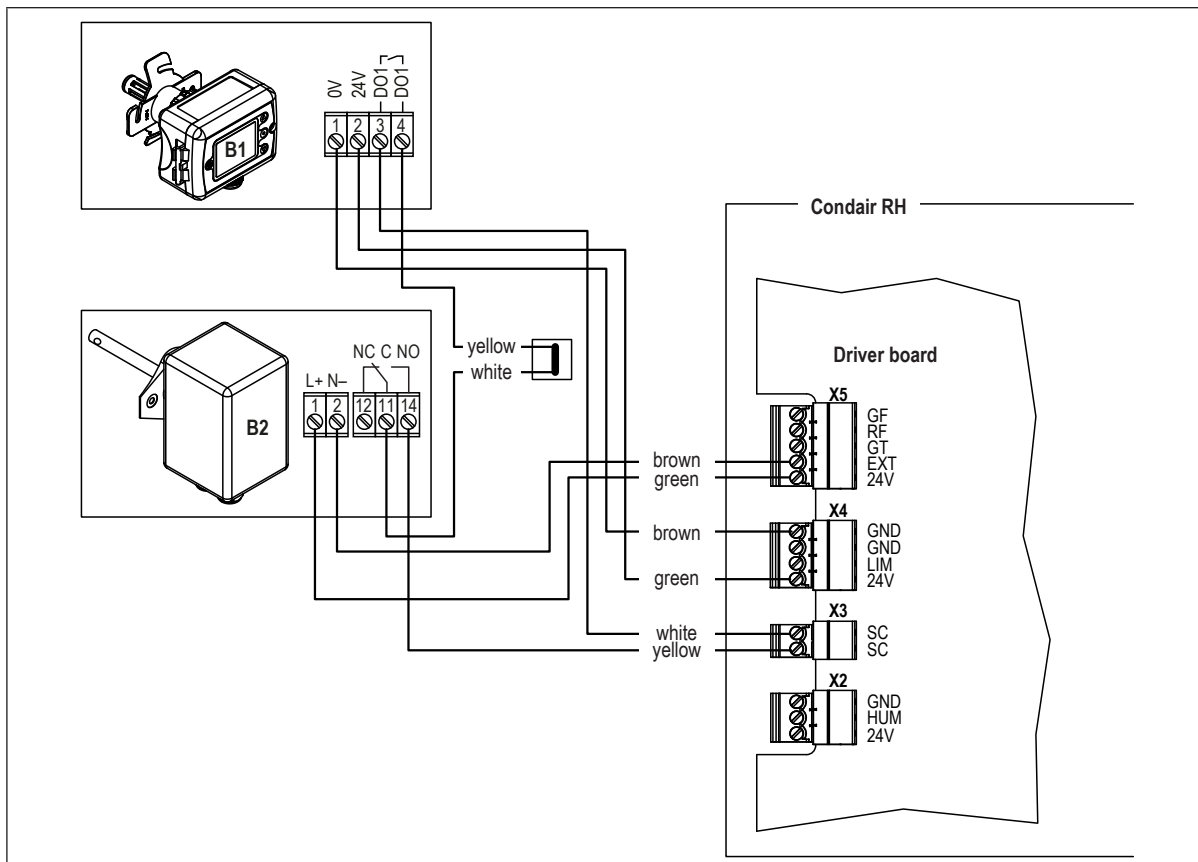 0V
24V
DO1
DO1
1 2 3 4
B1
Condair RH
Driver board
yellow
white
NC C NO
L+ N–
1 2 12 11 14
B2
X5
GF
RF
GT
brown EXT
green 24V
X4
brown GND
GND
LIM
green 24V
X3
white SC
yellow SC
X2
GND
HUM
24V